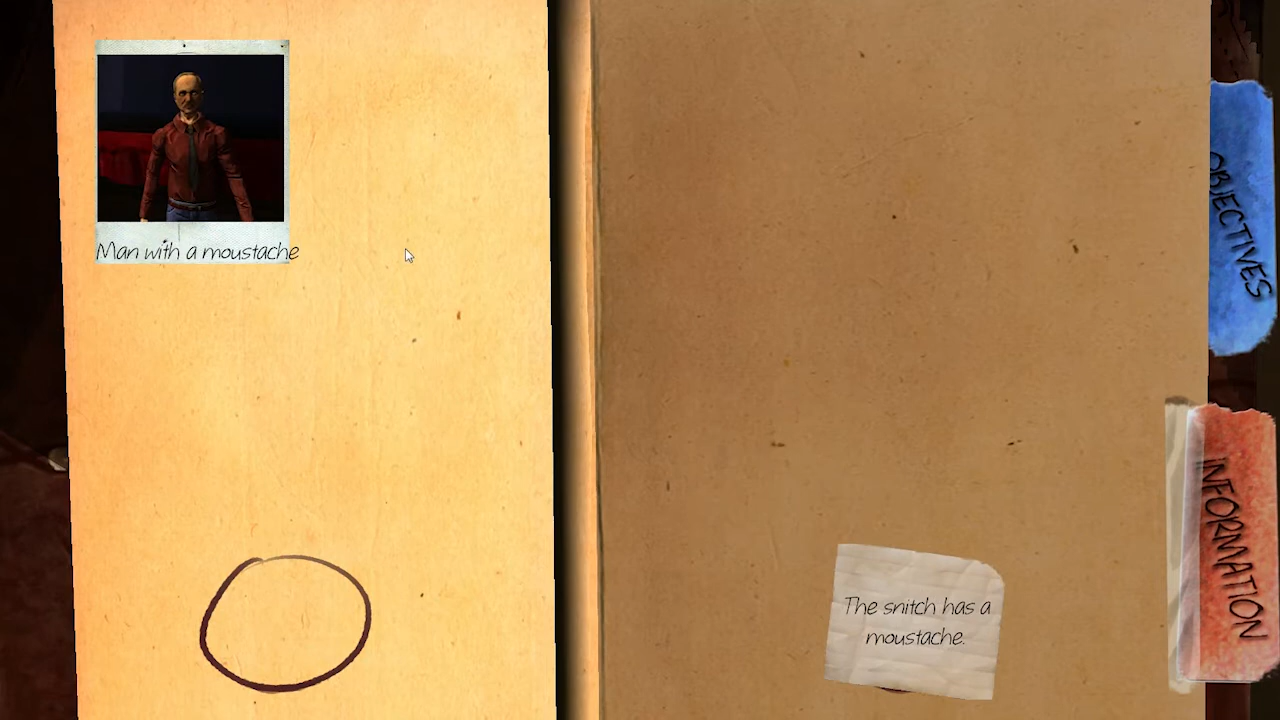 Man with a moustache
OBJECTIVES
INFORMATION
The snitch has a
moustache.